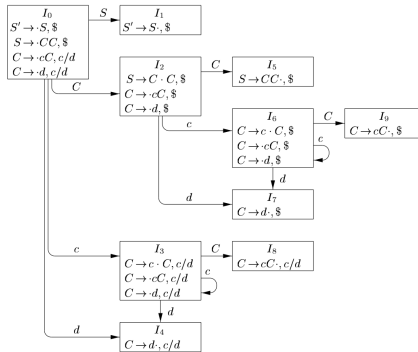 I₀
S′ → ·S, $
S → ·CC, $
C → ·cC, c/d
C → ·d, c/d
S
I₁
S′ → S·, $
C
I₂
S → C · C, $
C → ·cC, $
C → ·d, $
C
I₅
S → CC·, $
c
I₆
C → c · C, $
C → ·cC, $
C → ·d, $
C
c
I₉
C → cC·, $
d
d
I₇
C → d·, $
c
I₃
C → c · C, c/d
C → ·cC, c/d
C → ·d, c/d
C
c
I₈
C → cC·, c/d
d
d
I₄
C → d·, c/d